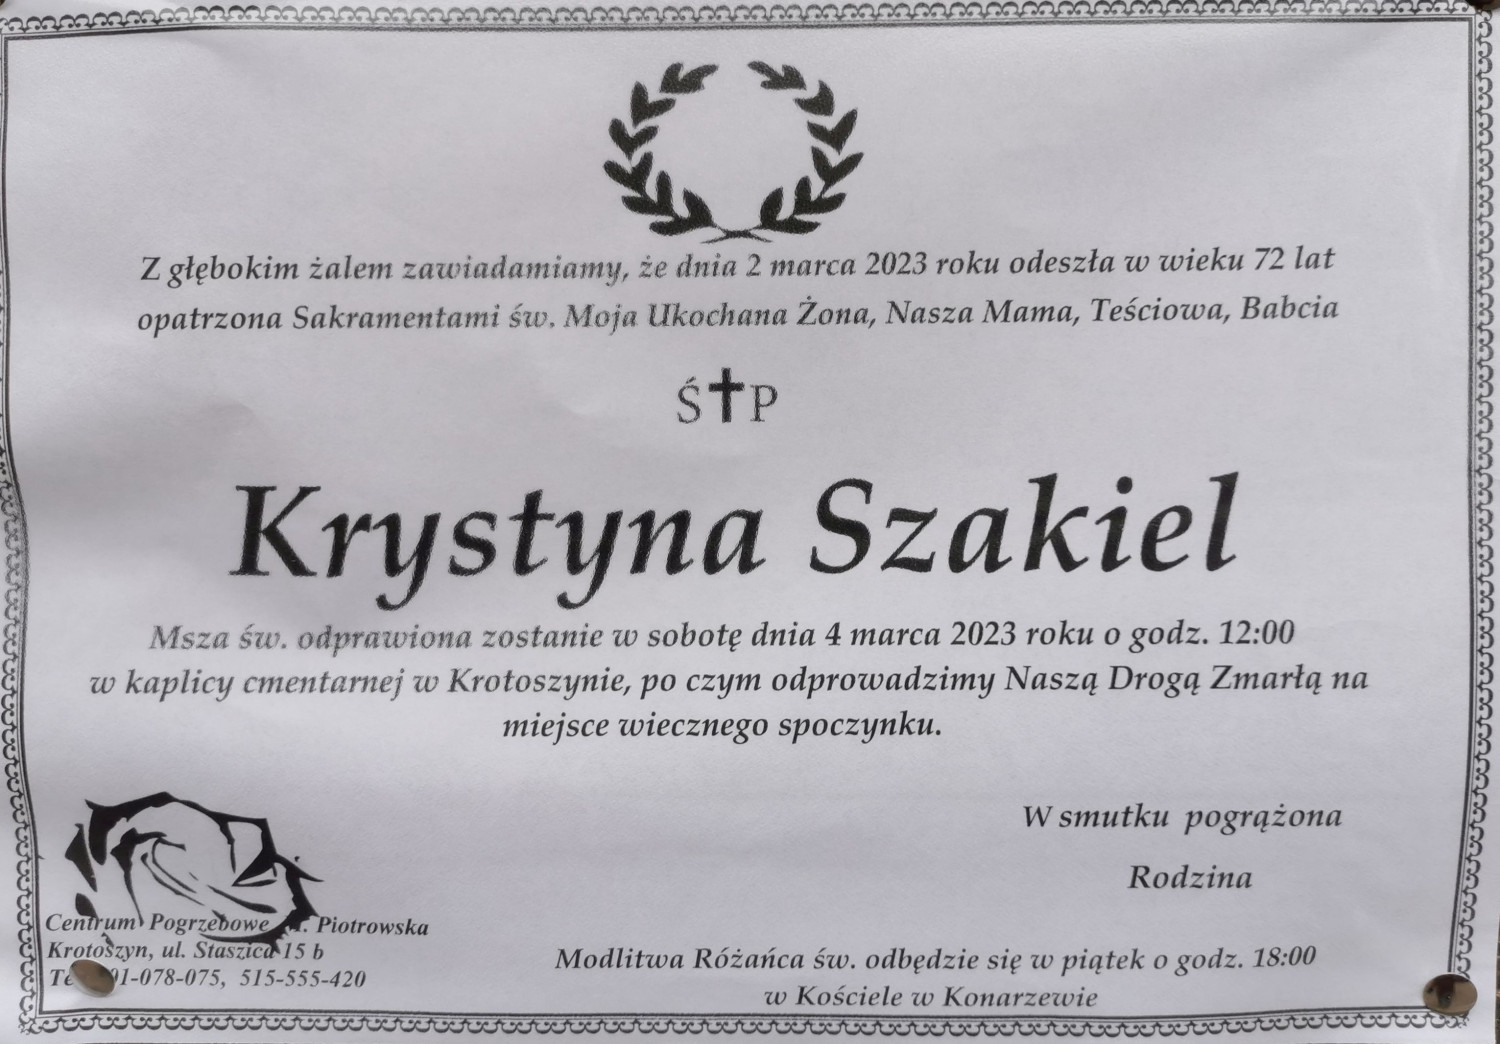 Z głębokim żalem zawiadamiamy, że dnia 2 marca 2023 roku odeszła w wieku 72 lat
opatrzona Sakramentami św. Moja Ukochana Żona, Nasza Mama, Teściowa, Babcia
Ś✝P
Krystyna Szakiel
Msza św. odprawiona zostanie w sobotę dnia 4 marca 2023 roku o godz. 12:00
w kaplicy cmentarnej w Krotoszynie, po czym odprowadzimy Naszą Drogą Zmarłą na
miejsce wiecznego spoczynku.
W smutku pogrążona
Rodzina
Centrum Pogrzebowe Piotrowska
Krotoszyn, ul. Staszica 15 b
515-555-420
Modlitwa Różańca św. odbędzie się w piątek o godz. 18:00
w Kościele w Konarzewie